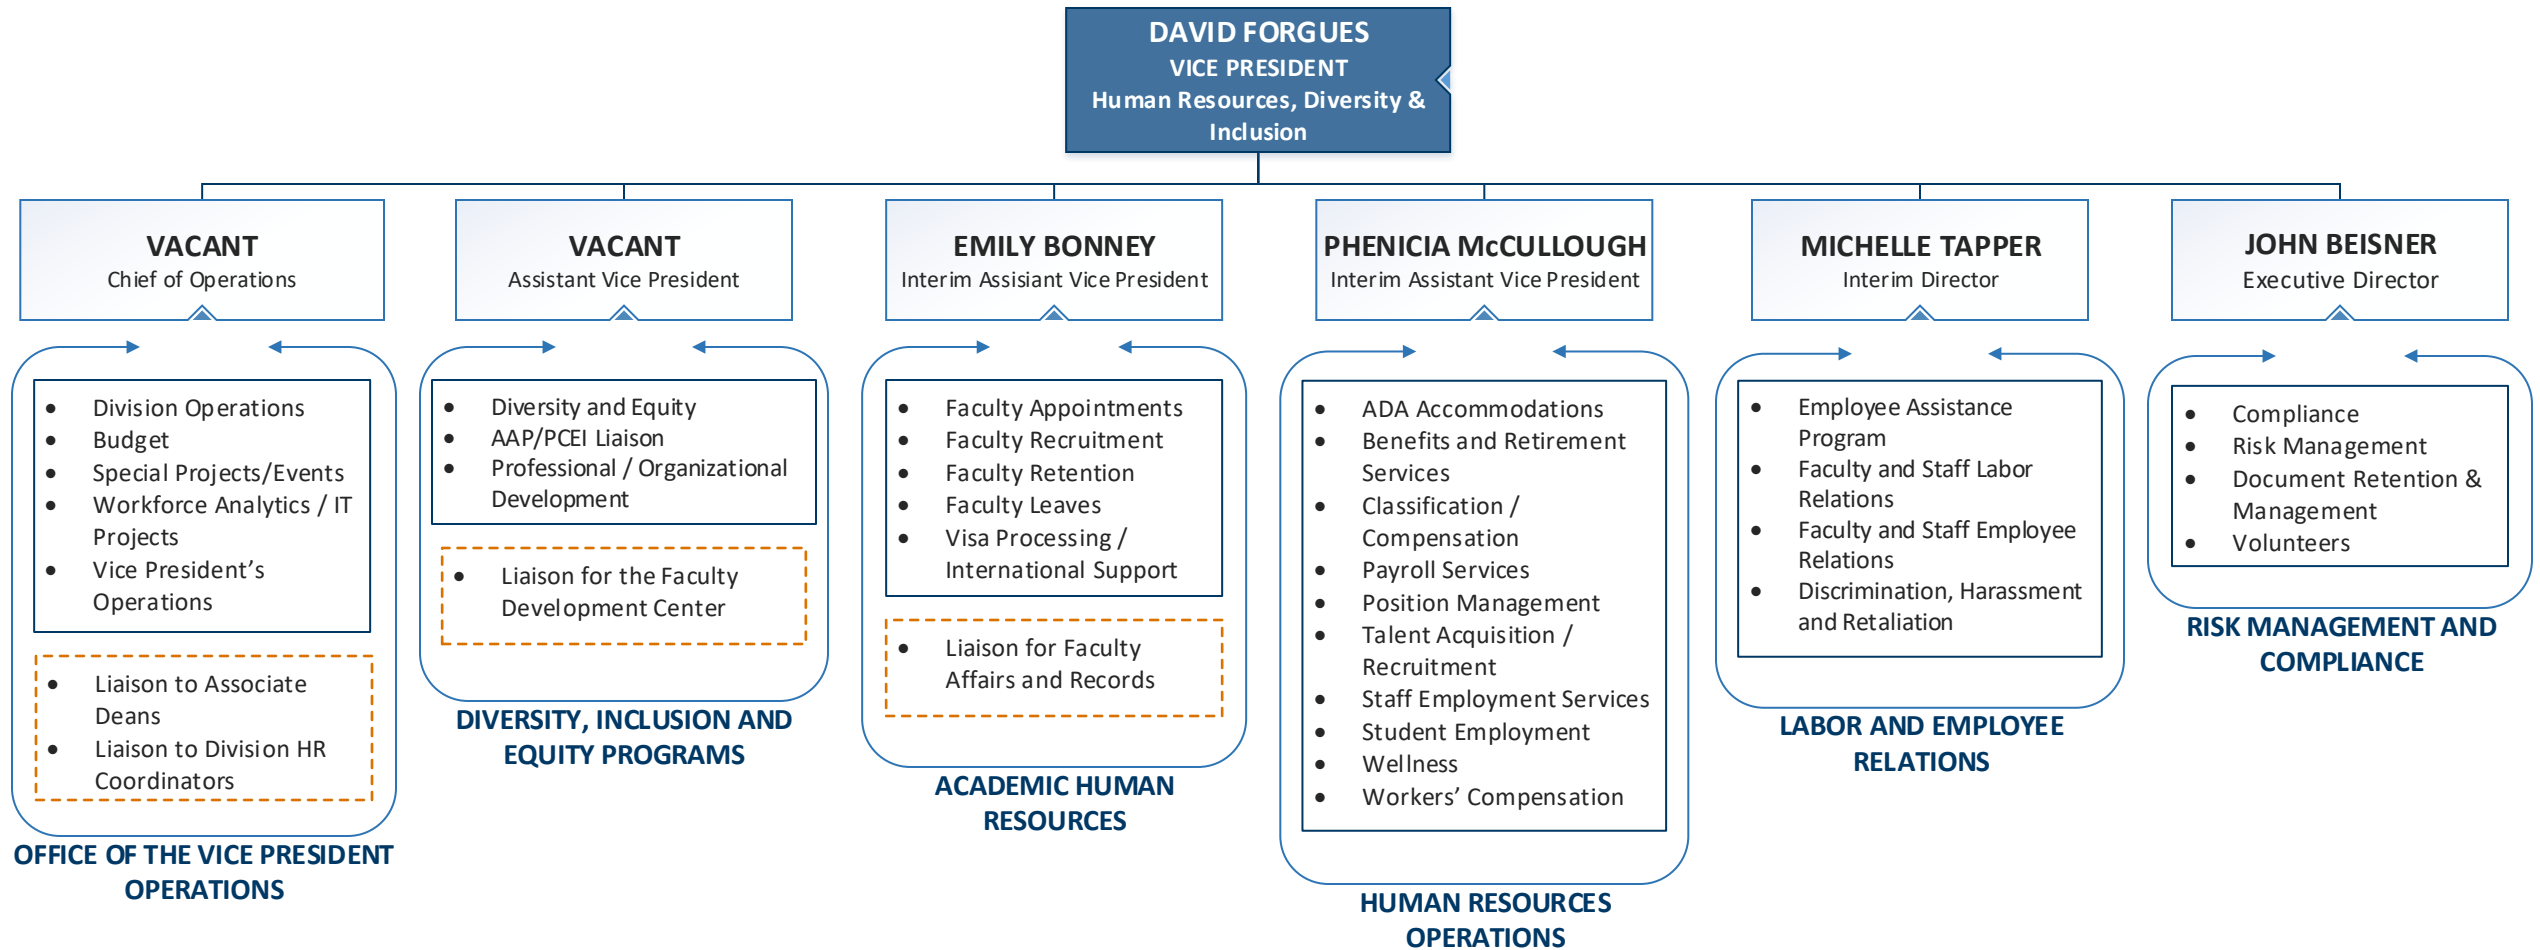 DAVID FORGUES
VICE PRESIDENT
Human Resources, Diversity &
Inclusion
VACANT
Chief of Operations
• Division Operations
• Budget
• Special Projects/Events
• Workforce Analytics / IT
Projects
• Vice President’s
Operations
• Liaison to Associate
Deans
• Liaison to Division HR
Coordinators
OFFICE OF THE VICE PRESIDENT
OPERATIONS
VACANT
Assistant Vice President
• Diversity and Equity
• AAP/PCEI Liaison
• Professional / Organizational
Development
• Liaison for the Faculty
Development Center
DIVERSITY, INCLUSION AND
EQUITY PROGRAMS
EMILY BONNEY
Interim Assisiant Vice President
• Faculty Appointments
• Faculty Recruitment
• Faculty Retention
• Faculty Leaves
• Visa Processing /
International Support
• Liaison for Faculty
Affairs and Records
ACADEMIC HUMAN
RESOURCES
PHENICIA McCULLOUGH
Interim Assistant Vice President
• ADA Accommodations
• Benefits and Retirement
Services
• Classification /
Compensation
• Payroll Services
• Position Management
• Talent Acquisition /
Recruitment
• Staff Employment Services
• Student Employment
• Wellness
• Workers’ Compensation
HUMAN RESOURCES
OPERATIONS
MICHELLE TAPPER
Interim Director
• Employee Assistance
Program
• Faculty and Staff Labor
Relations
• Faculty and Staff Employee
Relations
• Discrimination, Harassment
and Retaliation
LABOR AND EMPLOYEE
RELATIONS
JOHN BEISNER
Executive Director
• Compliance
• Risk Management
• Document Retention &
Management
• Volunteers
RISK MANAGEMENT AND
COMPLIANCE